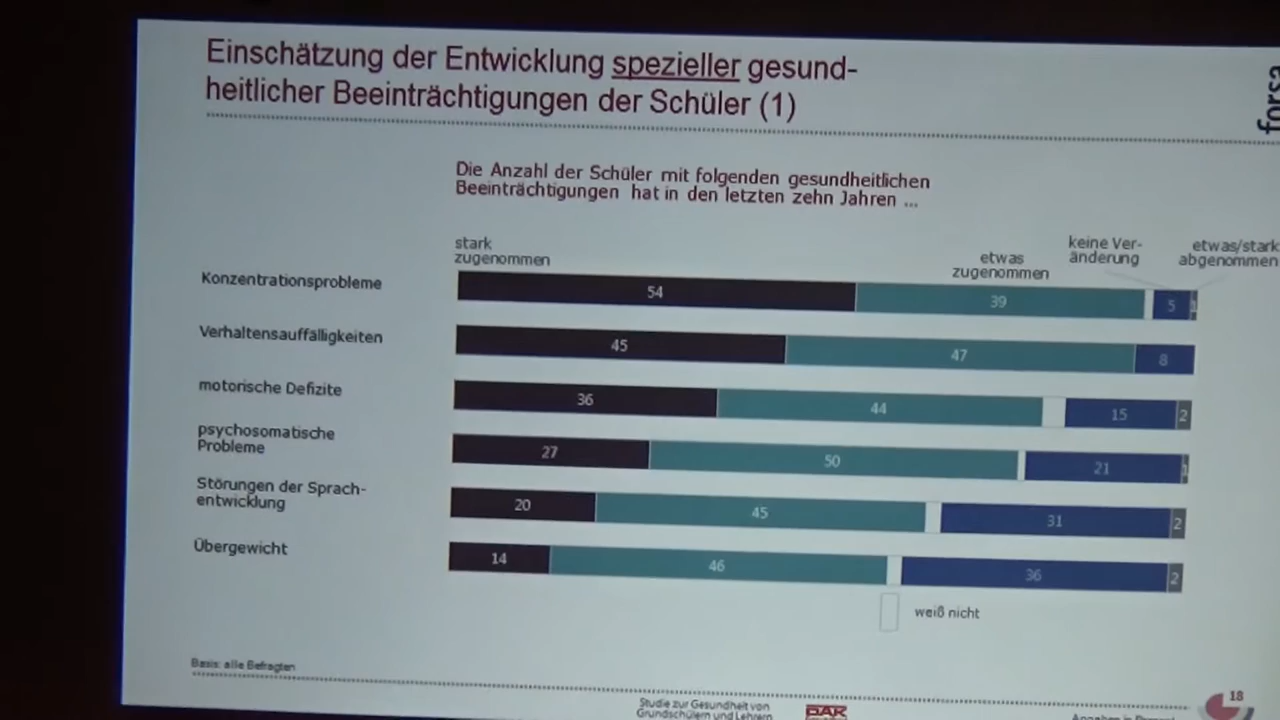 Einschätzung der Entwicklung spezieller gesund-
heitlicher Beeinträchtigungen der Schüler (1)
forsa
Die Anzahl der Schüler mit folgenden gesundheitlichen
Beeinträchtigungen hat in den letzten zehn Jahren ...
stark
zugenommen
etwas
zugenommen
keine Ver-
änderung
etwas/stark
abgenommen
Konzentrationsprobleme
54 39 5 1
Verhaltensauffälligkeiten
45 47 8
motorische Defizite
36 44 15 2
psychosomatische
Probleme
27 50 21 1
Störungen der Sprach-
entwicklung
20 45 31 2
Übergewicht
14 46 36 2
weiß nicht
Basis: alle Befragten
Studie zur Gesundheit von
Grundschülern und Lehrern
DAK
18